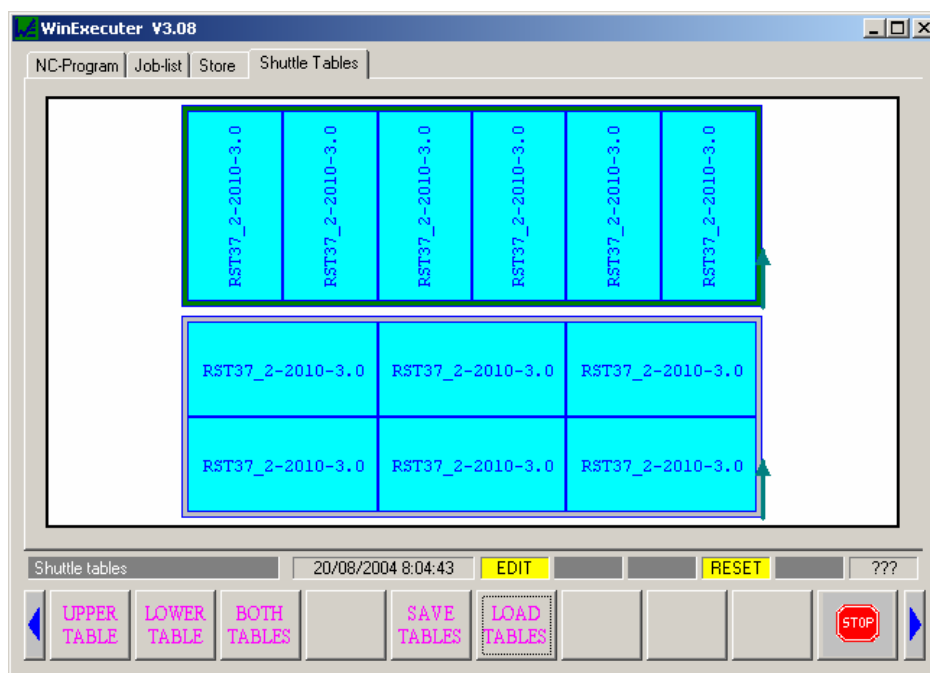 WinExecuter V3.08
NC-Program Job-list Store Shuttle Tables
RST37_2-2010-3.0 RST37_2-2010-3.0 RST37_2-2010-3.0 RST37_2-2010-3.0 RST37_2-2010-3.0 RST37_2-2010-3.0
RST37_2-2010-3.0 RST37_2-2010-3.0 RST37_2-2010-3.0
RST37_2-2010-3.0 RST37_2-2010-3.0 RST37_2-2010-3.0
Shuttle tables 20/08/2004 8:04:43 EDIT RESET ???
UPPER TABLE LOWER TABLE BOTH TABLES SAVE TABLES LOAD TABLES STOP